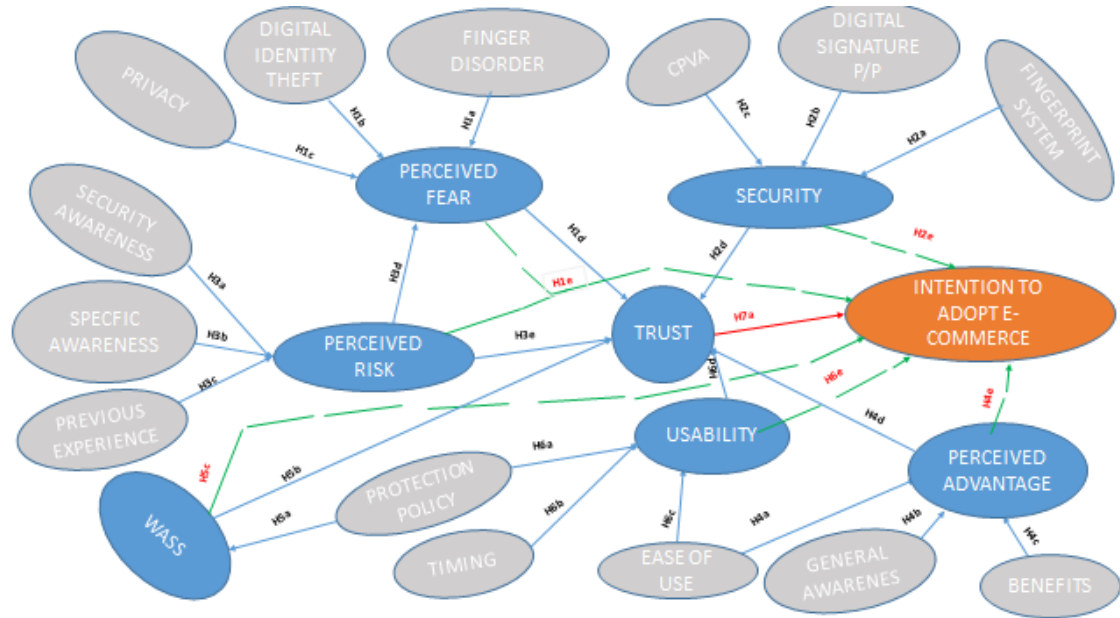 DIGITAL
IDENTITY
THEFT
FINGER
DISORDER
CPVA
DIGITAL
SIGNATURE
P/P
FINGERPRINT
SYSTEM
PRIVACY
H1b
H1a
H1c
H2c
H2b
H2a
PERCEIVED
FEAR
SECURITY
SECURITY
AWARENESS
H1d
H2d
H2e
H3a
H3d
H1e
SPECFIC
AWARENESS
H3b
PERCEIVED
RISK
H3e
TRUST
H7a
INTENTION TO
ADOPT E-
COMMERCE
H3c
PREVIOUS
EXPERIENCE
H6d
H6e
H4e
H4d
USABILITY
H5c
H5b
H6a
PERCEIVED
ADVANTAGE
WASS
H5a
PROTECTION
POLICY
H6b
H6c
H4a
H4b
H4c
TIMING
EASE OF
USE
GENERAL
AWARENES
BENEFITS